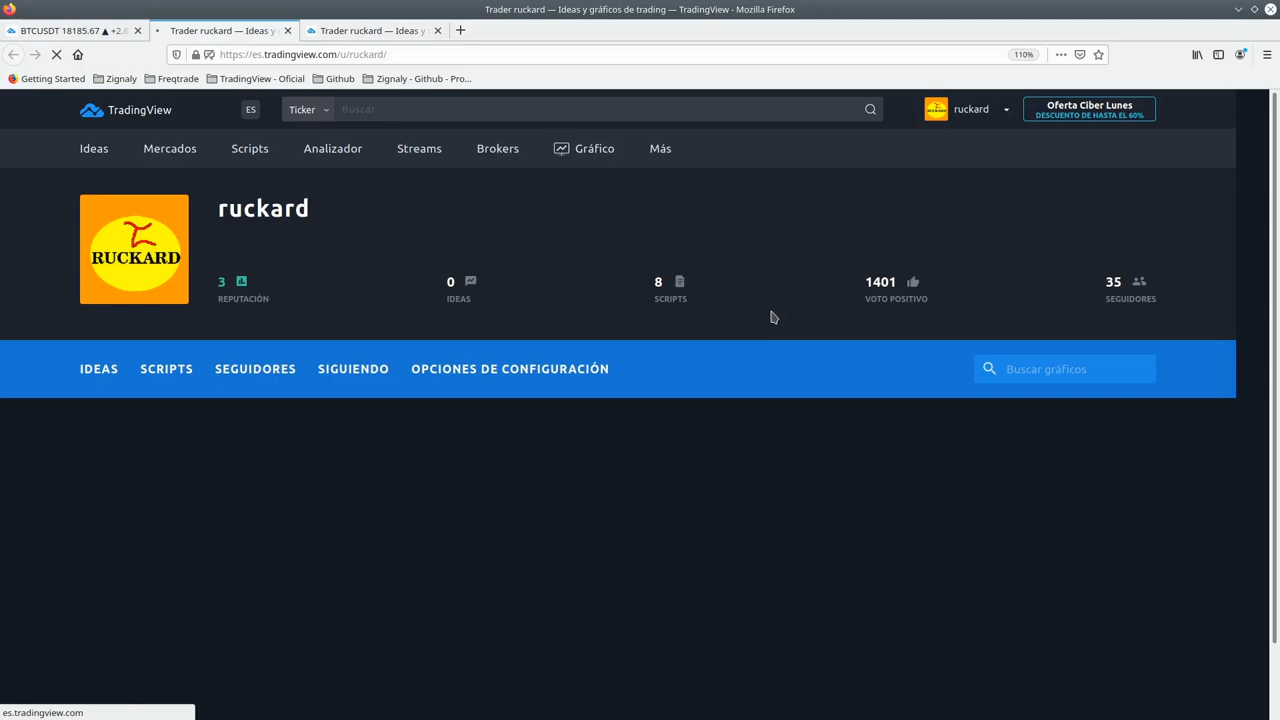 Trader ruckard — Ideas y gráficos de trading — TradingView - Mozilla Firefox
BTCUSDT 18185.67 ▲ +2.6
Trader ruckard — Ideas y
Trader ruckard — Ideas y
https://es.tradingview.com/u/ruckard/
110%
Getting Started
Zignaly
Freqtrade
TradingView - Oficial
Github
Zignaly - Github - Pro...
TradingView
ES
Ticker
Buscar
ruckard
Oferta Ciber Lunes
DESCUENTO DE HASTA EL 60%
Ideas
Mercados
Scripts
Analizador
Streams
Brokers
Gráfico
Más
RUCKARD
ruckard
3
REPUTACIÓN
0
IDEAS
8
SCRIPTS
1401
VOTO POSITIVO
35
SEGUIDORES
IDEAS
SCRIPTS
SEGUIDORES
SIGUIENDO
OPCIONES DE CONFIGURACIÓN
Buscar gráficos
es.tradingview.com